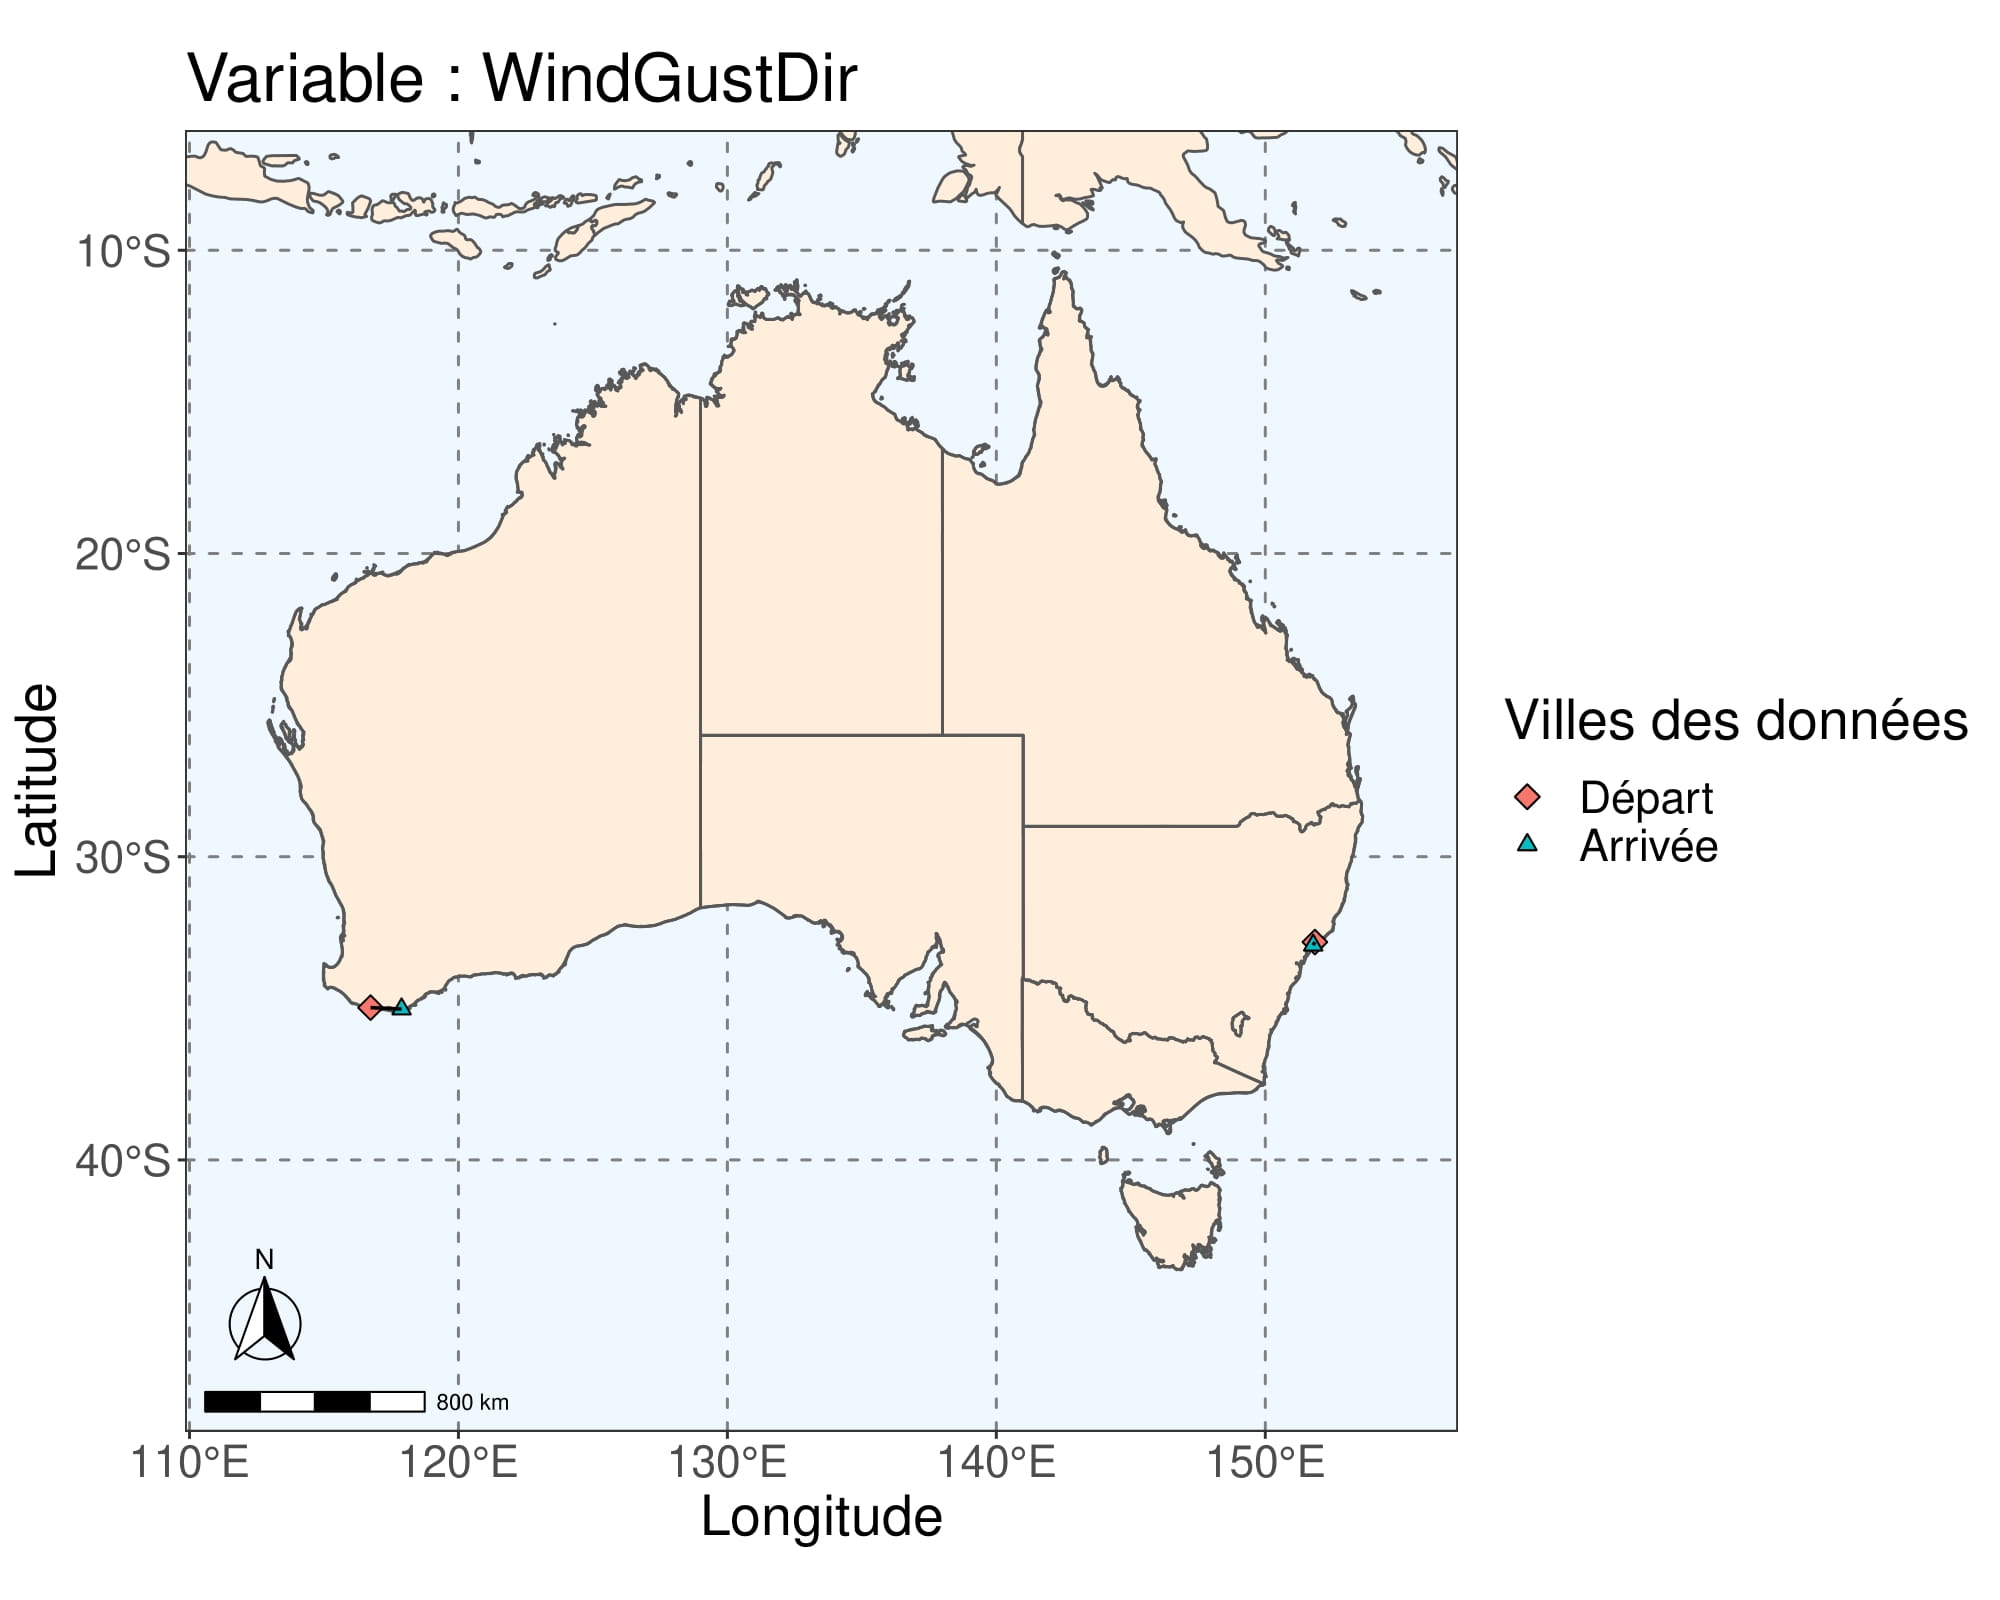 Variable : WindGustDir
10°S
20°S
30°S
40°S
Latitude
110°E
120°E
130°E
140°E
150°E
Longitude
N
800 km
Villes des données
Départ
Arrivée